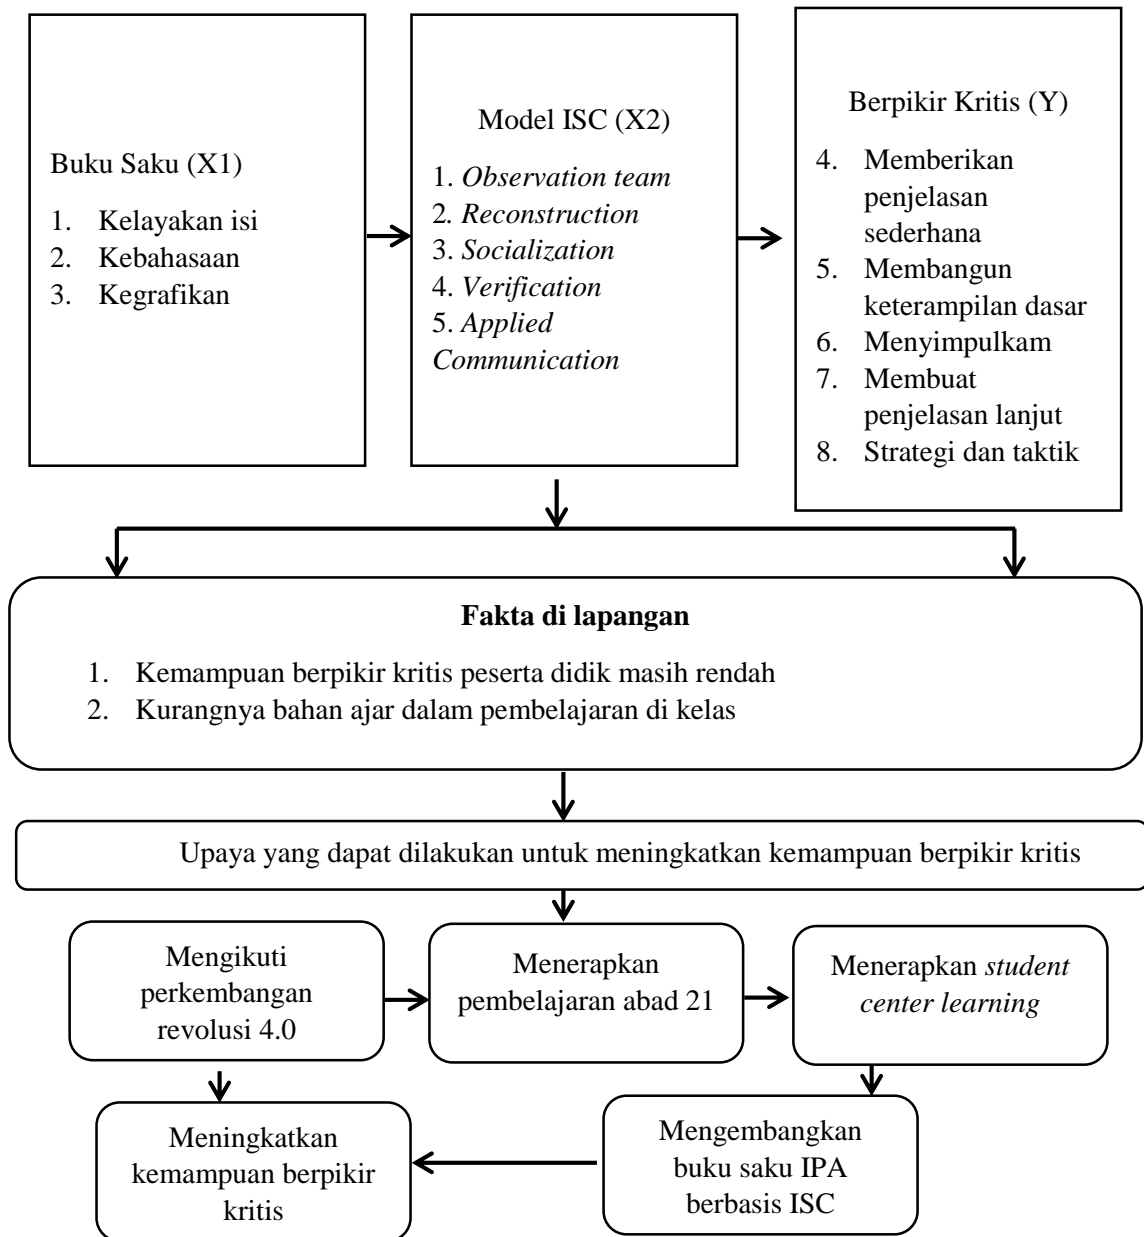 Buku Saku (X1)
1. Kelayakan isi
2. Kebahasaan
3. Kegrafikan
Model ISC (X2)
1. Observation team
2. Reconstruction
3. Socialization
4. Verification
5. Applied
Communication
Berpikir Kritis (Y)
4. Memberikan
penjelasan
sederhana
5. Membangun
keterampilan dasar
6. Menyimpulkam
7. Membuat
penjelasan lanjut
8. Strategi dan taktik
Fakta di lapangan
1. Kemampuan berpikir kritis peserta didik masih rendah
2. Kurangnya bahan ajar dalam pembelajaran di kelas
Upaya yang dapat dilakukan untuk meningkatkan kemampuan berpikir kritis
Mengikuti
perkembangan
revolusi 4.0
Menerapkan
pembelajaran abad 21
Menerapkan student
center learning
Meningkatkan
kemampuan berpikir
kritis
Mengembangkan
buku saku IPA
berbasis ISC